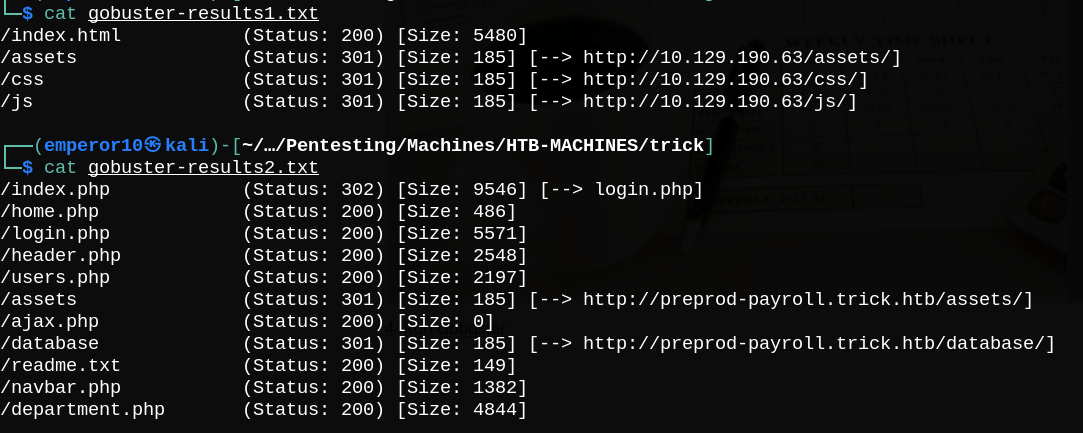 └─$ cat gobuster-results1.txt
/index.html           (Status: 200) [Size: 5480]
/assets               (Status: 301) [Size: 185] [--> http://10.129.190.63/assets/]
/css                  (Status: 301) [Size: 185] [--> http://10.129.190.63/css/]
/js                   (Status: 301) [Size: 185] [--> http://10.129.190.63/js/]
┌──(emperor10㉿kali)-[~/…/Pentesting/Machines/HTB-MACHINES/trick]
└─$ cat gobuster-results2.txt
/index.php            (Status: 302) [Size: 9546] [--> login.php]
/home.php             (Status: 200) [Size: 486]
/login.php            (Status: 200) [Size: 5571]
/header.php           (Status: 200) [Size: 2548]
/users.php            (Status: 200) [Size: 2197]
/assets               (Status: 301) [Size: 185] [--> http://preprod-payroll.trick.htb/assets/]
/ajax.php             (Status: 200) [Size: 0]
/database             (Status: 301) [Size: 185] [--> http://preprod-payroll.trick.htb/database/]
/readme.txt           (Status: 200) [Size: 149]
/navbar.php           (Status: 200) [Size: 1382]
/department.php       (Status: 200) [Size: 4844]
WEEKLY TIME SHEET